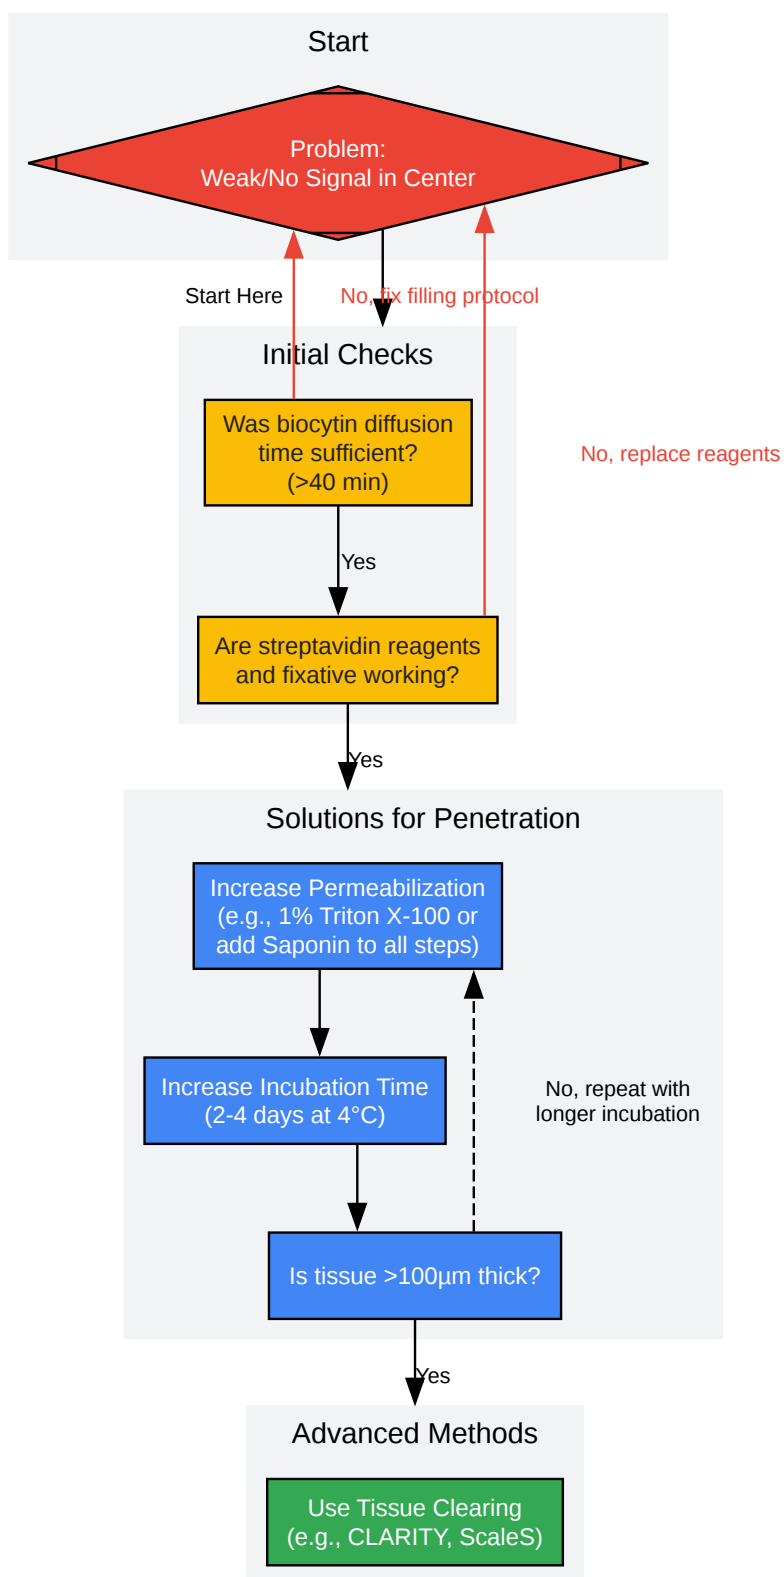 Start
Problem:
Weak/No Signal in Center
Start Here
No, fix filling protocol
Initial Checks
Was biocytin diffusion
time sufficient?
(>40 min)
No, replace reagents
Yes
Are streptavidin reagents
and fixative working?
Yes
Solutions for Penetration
Increase Permeabilization
(e.g., 1% Triton X-100 or
add Saponin to all steps)
Increase Incubation Time
(2-4 days at 4°C)
No, repeat with
longer incubation
Is tissue >100µm thick?
Yes
Advanced Methods
Use Tissue Clearing
(e.g., CLARITY, ScaleS)